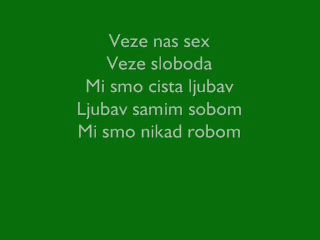 Veze nas sex
Veze sloboda
Mi smo cista ljubav
Ljubav samim sobom
Mi smo nikad robom